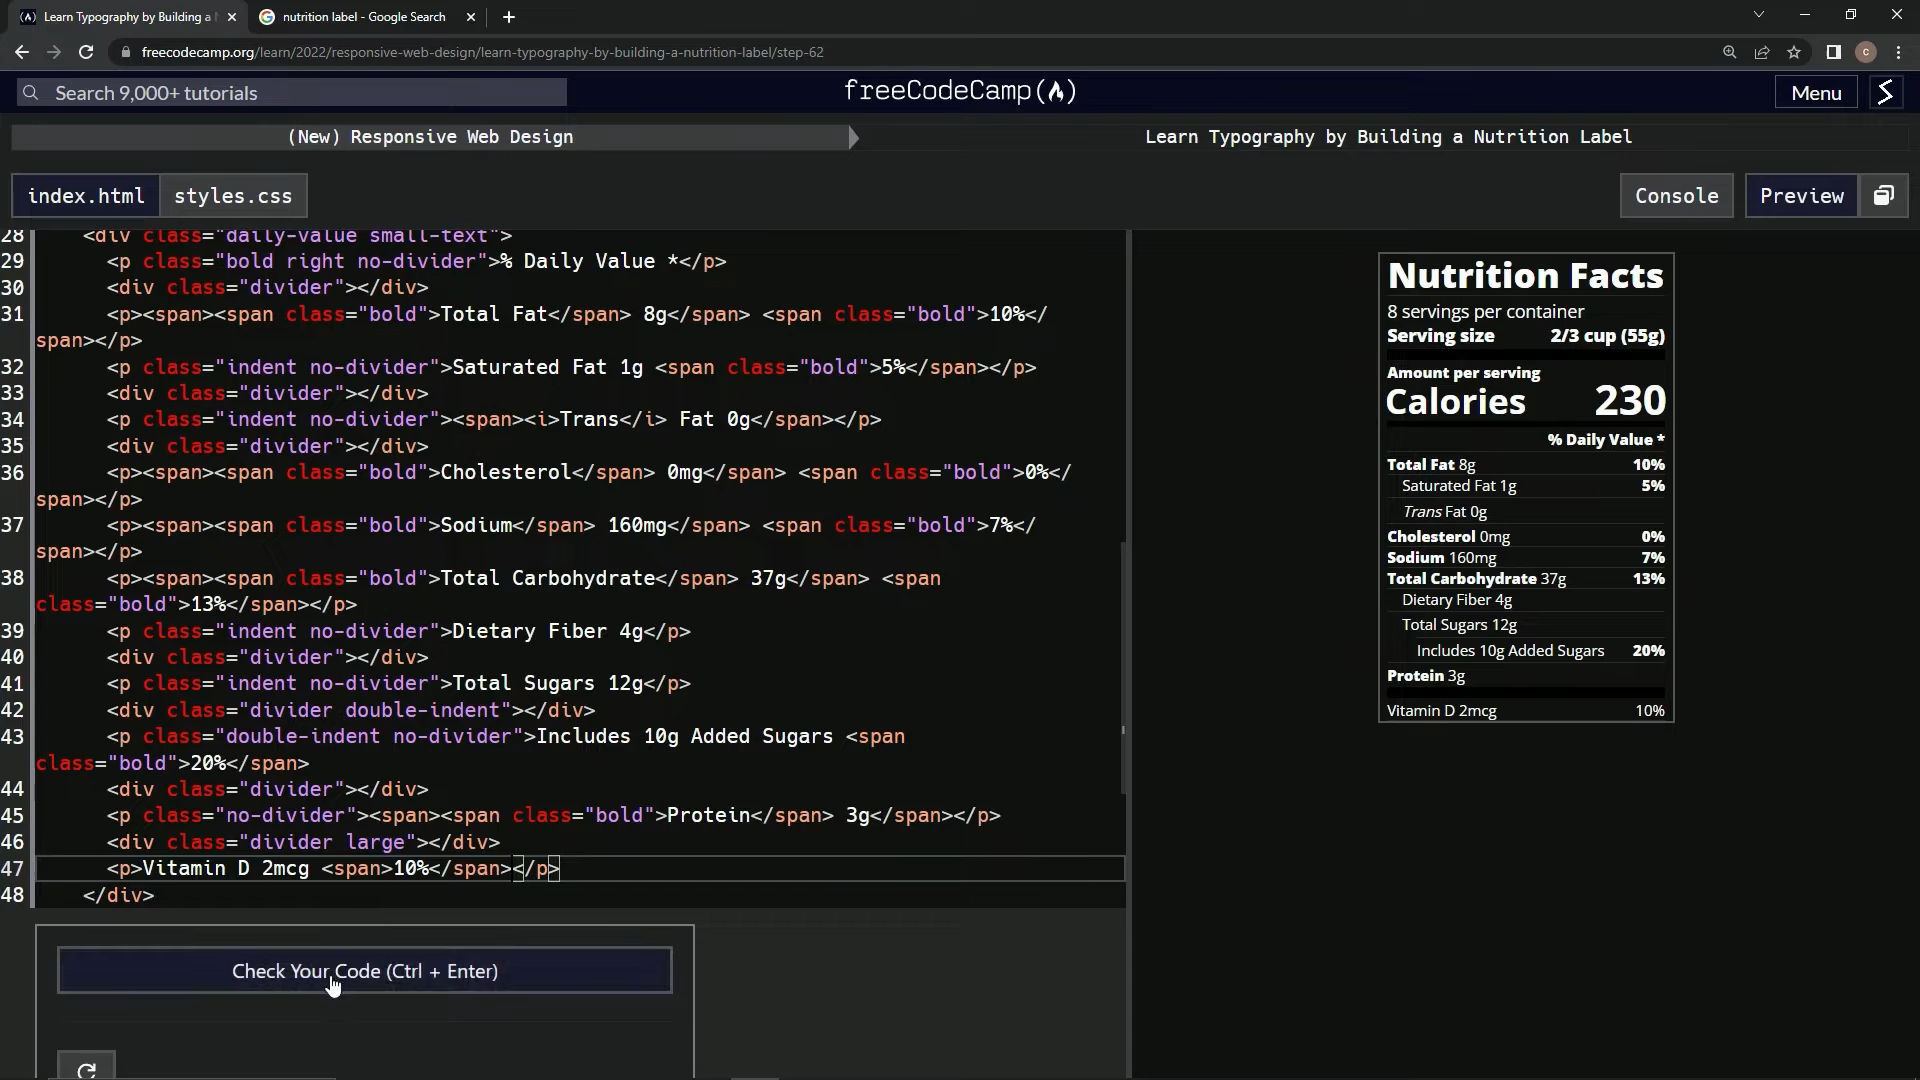 Learn Typography by Building a
nutrition label - Google Search
freecodecamp.org/learn/2022/responsive-web-design/learn-typography-by-building-a-nutrition-label/step-62
c
Search 9,000+ tutorials
freeCodeCamp(🔥)
Menu
(New) Responsive Web Design
Learn Typography by Building a Nutrition Label
index.html
styles.css
Console
Preview
28 <div class="daily-value small-text">
29 <p class="bold right no-divider">% Daily Value *</p>
30 <div class="divider"></div>
31 <p><span><span class="bold">Total Fat</span> 8g</span> <span class="bold">10%</
span></p>
32 <p class="indent no-divider">Saturated Fat 1g <span class="bold">5%</span></p>
33 <div class="divider"></div>
34 <p class="indent no-divider"><span><i>Trans</i> Fat 0g</span></p>
35 <div class="divider"></div>
36 <p><span><span class="bold">Cholesterol</span> 0mg</span> <span class="bold">0%</
span></p>
37 <p><span><span class="bold">Sodium</span> 160mg</span> <span class="bold">7%</
span></p>
38 <p><span><span class="bold">Total Carbohydrate</span> 37g</span> <span
class="bold">13%</span></p>
39 <p class="indent no-divider">Dietary Fiber 4g</p>
40 <div class="divider"></div>
41 <p class="indent no-divider">Total Sugars 12g</p>
42 <div class="divider double-indent"></div>
43 <p class="double-indent no-divider">Includes 10g Added Sugars <span
class="bold">20%</span>
44 <div class="divider"></div>
45 <p class="no-divider"><span><span class="bold">Protein</span> 3g</span></p>
46 <div class="divider large"></div>
47 <p>Vitamin D 2mcg <span>10%</span></p>
48 </div>
Check Your Code (Ctrl + Enter)
Nutrition Facts
8 servings per container
Serving size 2/3 cup (55g)
Amount per serving
Calories 230
% Daily Value *
Total Fat 8g 10%
Saturated Fat 1g 5%
Trans Fat 0g
Cholesterol 0mg 0%
Sodium 160mg 7%
Total Carbohydrate 37g 13%
Dietary Fiber 4g
Total Sugars 12g
Includes 10g Added Sugars 20%
Protein 3g
Vitamin D 2mcg 10%